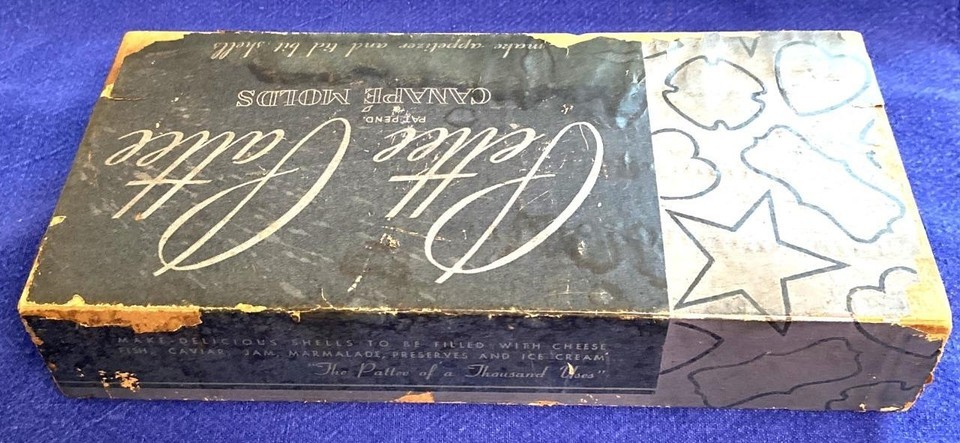 Pettee Pattee
PAT. PEND.
CANAPE MOLDS
make appetizer and tid bit shells
MAKE DELICIOUS SHELLS TO BE FILLED WITH CHEESE
FISH, CAVIAR, JAM, MARMALADE, PRESERVES AND ICE CREAM
"The Pattee of a Thousand Uses"